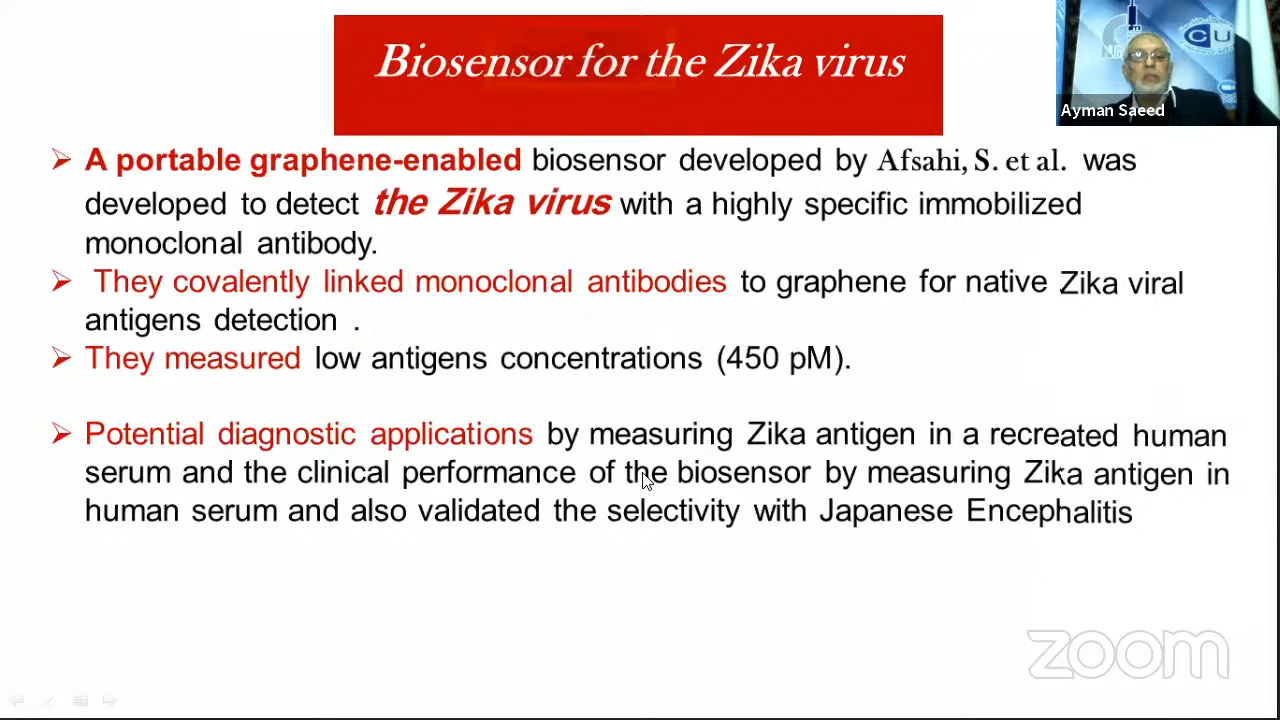 Biosensor for the Zika virus
CU
Ayman Saeed
A portable graphene-enabled biosensor developed by Afsahi, S. et al. was
developed to detect the Zika virus with a highly specific immobilized
monoclonal antibody.
They covalently linked monoclonal antibodies to graphene for native Zika viral
antigens detection .
They measured low antigens concentrations (450 pM).
Potential diagnostic applications by measuring Zika antigen in a recreated human
serum and the clinical performance of the biosensor by measuring Zika antigen in
human serum and also validated the selectivity with Japanese Encephalitis
zoom